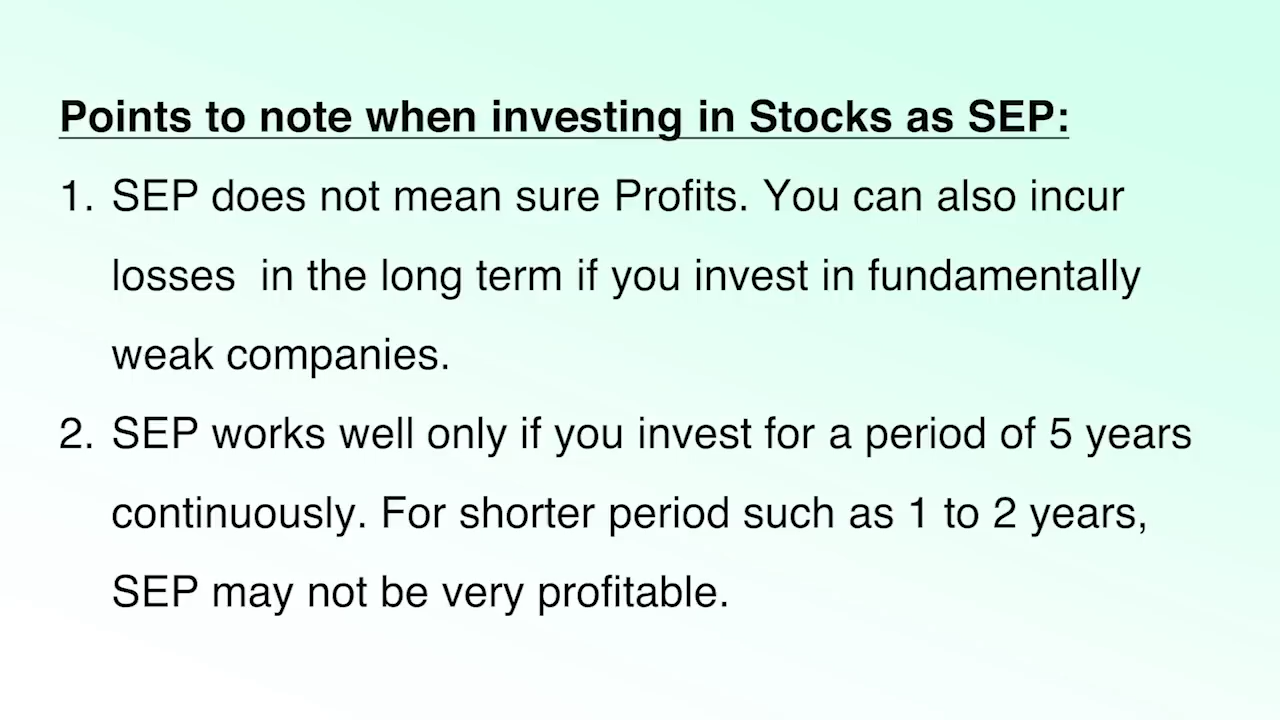 Points to note when investing in Stocks as SEP:
1. SEP does not mean sure Profits. You can also incur
losses  in the long term if you invest in fundamentally
weak companies.
2. SEP works well only if you invest for a period of 5 years
continuously. For shorter period such as 1 to 2 years,
SEP may not be very profitable.